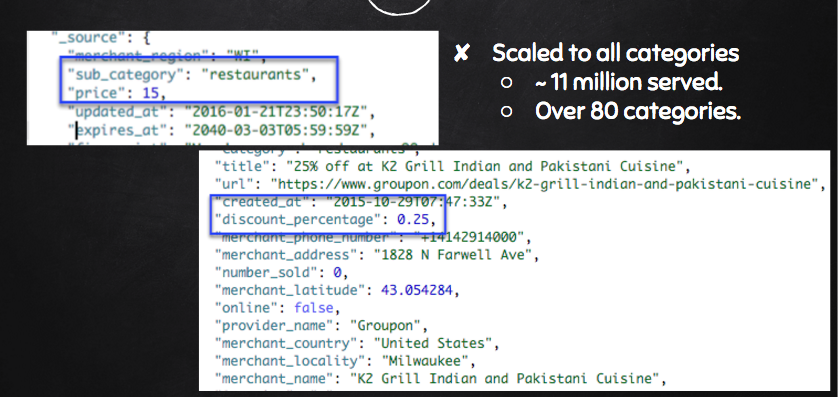 "_source": {
"merchant_region": "WI",
"sub_category": "restaurants",
"price": 15,
"updated_at": "2016-01-21T23:50:17Z",
"expires_at": "2040-03-03T05:59:59Z",
✘ Scaled to all categories
○ ~ 11 million served.
○ Over 80 categories.
"category": "restaurants",
"title": "25% off at K2 Grill Indian and Pakistani Cuisine",
"url": "https://www.groupon.com/deals/k2-grill-indian-and-pakistani-cuisine",
"created_at": "2015-10-29T07:47:33Z",
"discount_percentage": 0.25,
"merchant_phone_number": "+14142914000",
"merchant_address": "1828 N Farwell Ave",
"number_sold": 0,
"merchant_latitude": 43.054284,
"online": false,
"provider_name": "Groupon",
"merchant_country": "United States",
"merchant_locality": "Milwaukee",
"merchant_name": "K2 Grill Indian and Pakistani Cuisine",